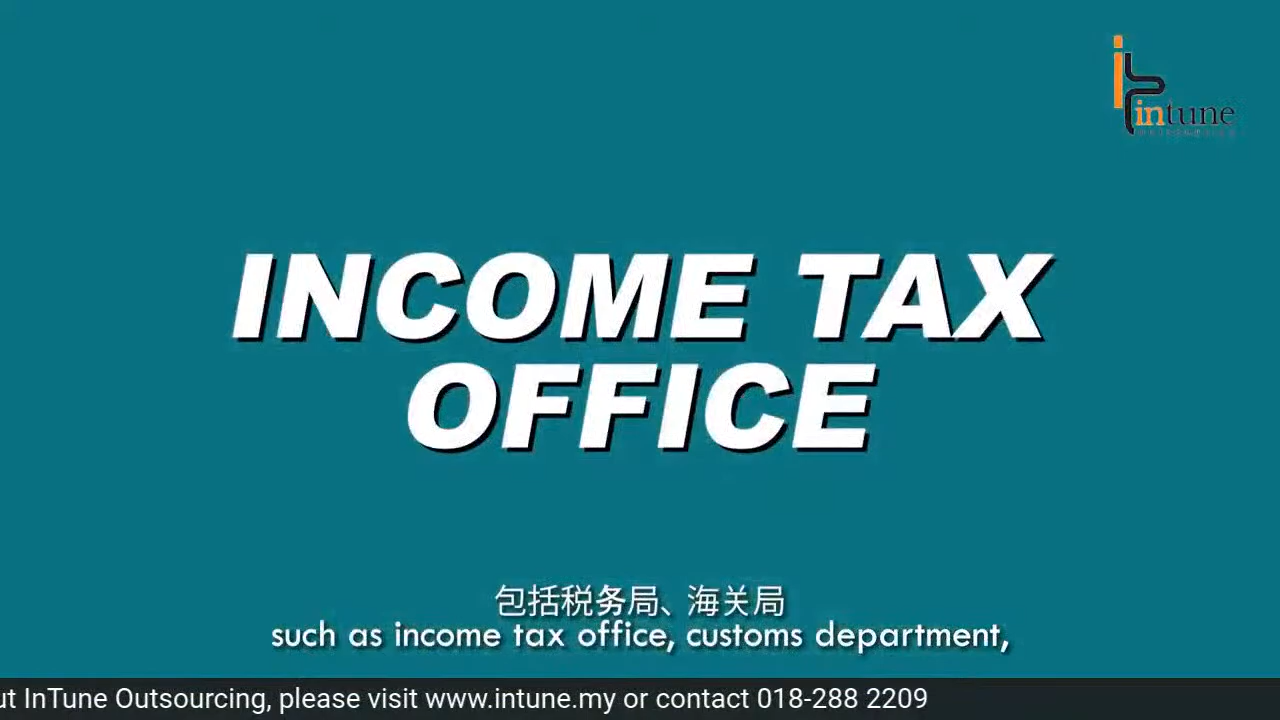 intune
INCOME TAX
OFFICE
包括税务局、海关局
such as income tax office, customs department,
ut InTune Outsourcing, please visit www.intune.my or contact 018-288 2209